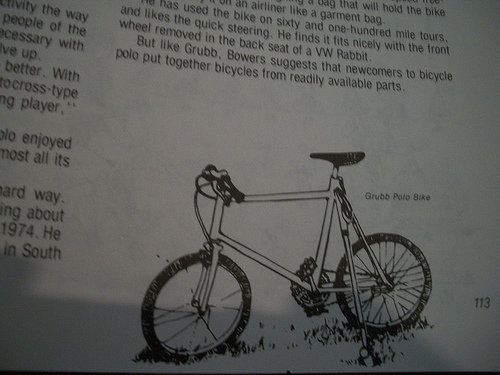 ctivity the way
people of the
ecessary with
ve up.
better. With
tocross-type
ng player.''
olo enjoyed
most all its
ard way.
ing about
1974. He
in South
a bag that will hold the bike
y it on an airliner like a garment bag.
He has used the bike on sixty and one-hundred mile tours,
and likes the quick steering. He finds it fits nicely with the front
wheel removed in the back seat of a VW Rabbit.
But like Grubb, Bowers suggests that newcomers to bicycle
polo put together bicycles from readily available parts.
Grubb Polo Bike
113